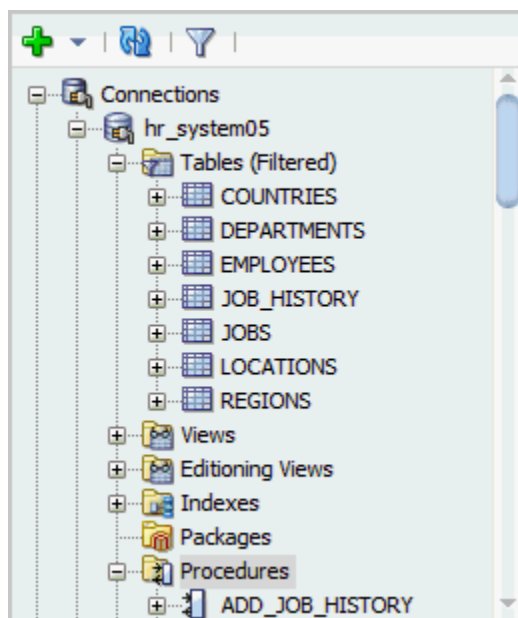 Connections
hr_system05
Tables (Filtered)
COUNTRIES
DEPARTMENTS
EMPLOYEES
JOB_HISTORY
JOBS
LOCATIONS
REGIONS
Views
Editioning Views
Indexes
Packages
Procedures
ADD_JOB_HISTORY